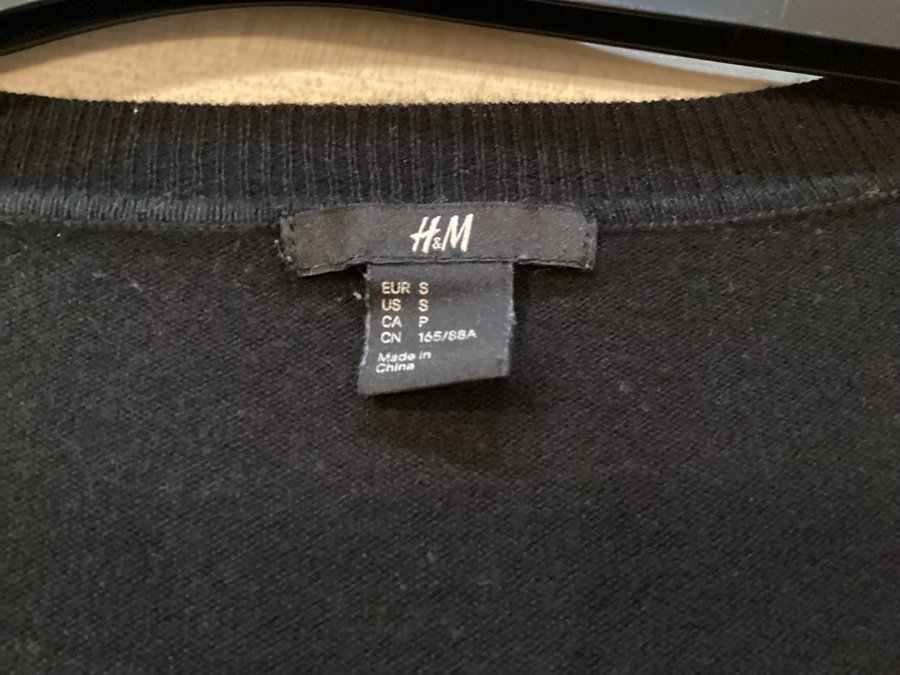 H&M
EUR S
US S
CA P
CN 165/88A
Made in
China